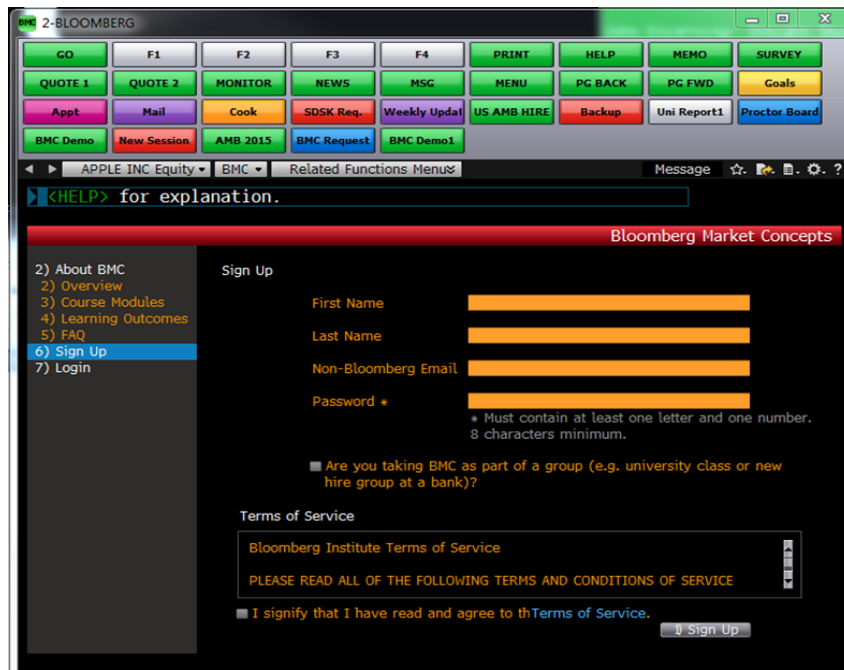 BMC 2-BLOOMBERG
GO F1 F2 F3 F4 PRINT HELP MEMO SURVEY
QUOTE 1 QUOTE 2 MONITOR NEWS MSG MENU PG BACK PG FWD Goals
Appt Mail Cook SDSK Req. Weekly Updat US AMB HIRE Backup Uni Report1 Proctor Board
BMC Demo New Session AMB 2015 BMC Request BMC Demo1
APPLE INC Equity BMC Related Functions Menu Message ?
<HELP> for explanation.
Bloomberg Market Concepts
2) About BMC
2) Overview
3) Course Modules
4) Learning Outcomes
5) FAQ
6) Sign Up
7) Login
Sign Up
First Name
Last Name
Non-Bloomberg Email
Password *
* Must contain at least one letter and one number.
8 characters minimum.
Are you taking BMC as part of a group (e.g. university class or new
hire group at a bank)?
Terms of Service
Bloomberg Institute Terms of Service
PLEASE READ ALL OF THE FOLLOWING TERMS AND CONDITIONS OF SERVICE
I signify that I have read and agree to thTerms of Service.
1) Sign Up